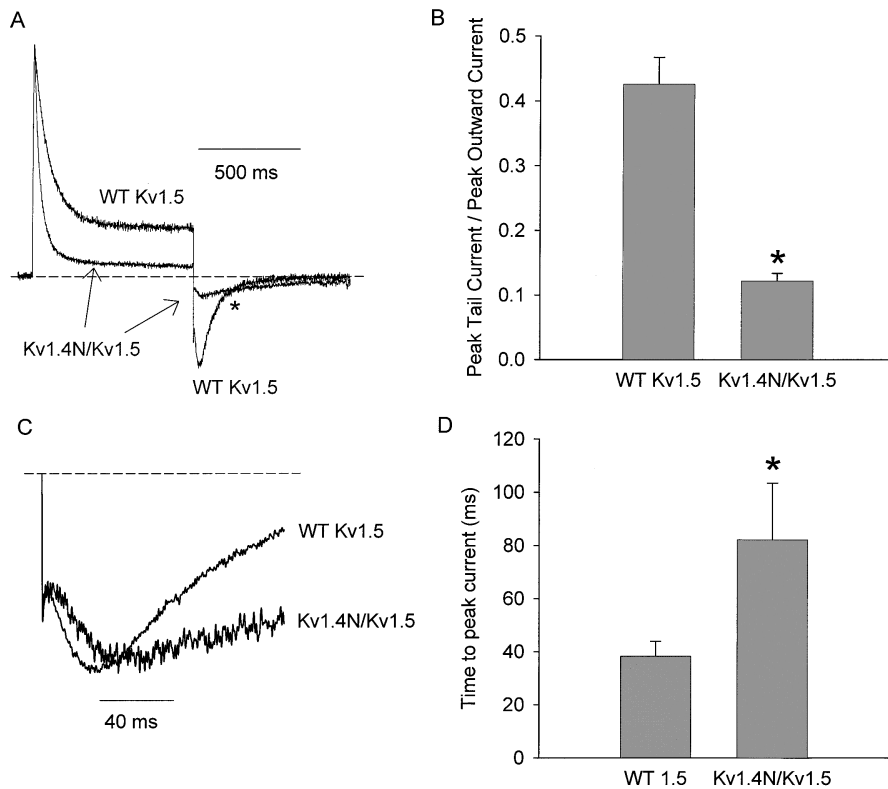 A
500 ms
WT Kv1.5
Kv1.4N/Kv1.5
*
WT Kv1.5
B
Peak Tail Current / Peak Outward Current
0.5
0.4
0.3
0.2
0.1
0.0
*
WT Kv1.5
Kv1.4N/Kv1.5
C
WT Kv1.5
Kv1.4N/Kv1.5
40 ms
D
Time to peak current (ms)
120
100
80
60
40
20
0
*
WT 1.5
Kv1.4N/Kv1.5